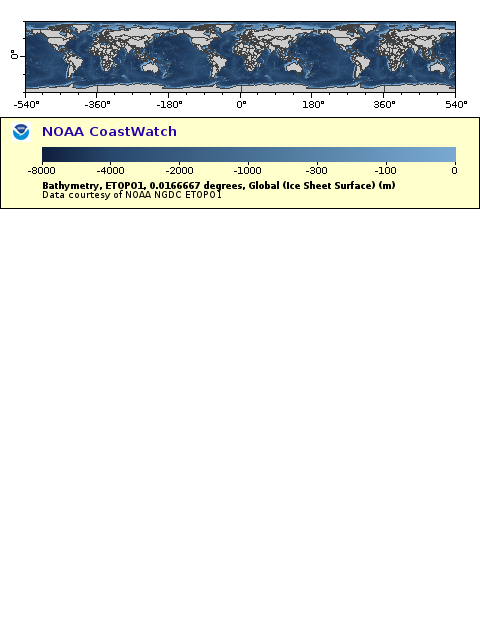 0°
-540° -360° -180° 0° 180° 360° 540°
NOAA CoastWatch
-8000 -4000 -2000 -1000 -300 -100 0
Bathymetry, ETOPO1, 0.0166667 degrees, Global (Ice Sheet Surface) (m)
Data courtesy of NOAA NGDC ETOPO1